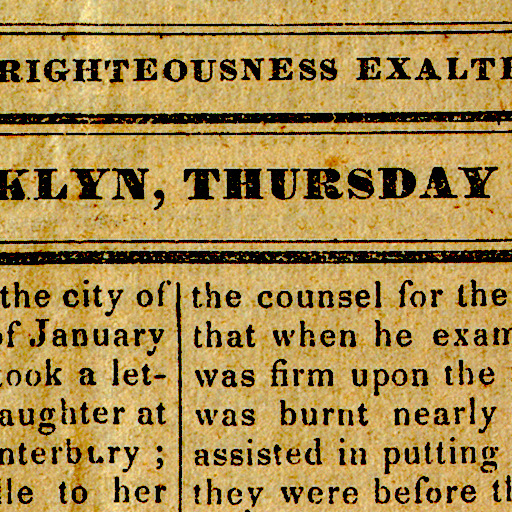 RIGHTEOUSNESS EXALTE
KLYN, THURSDAY
the city of
of January
took a let-
aughter at
nterbury ;
lle to her
the counsel for the
that when he exam
was firm upon the
was burnt nearly
assisted in putting
they were before th